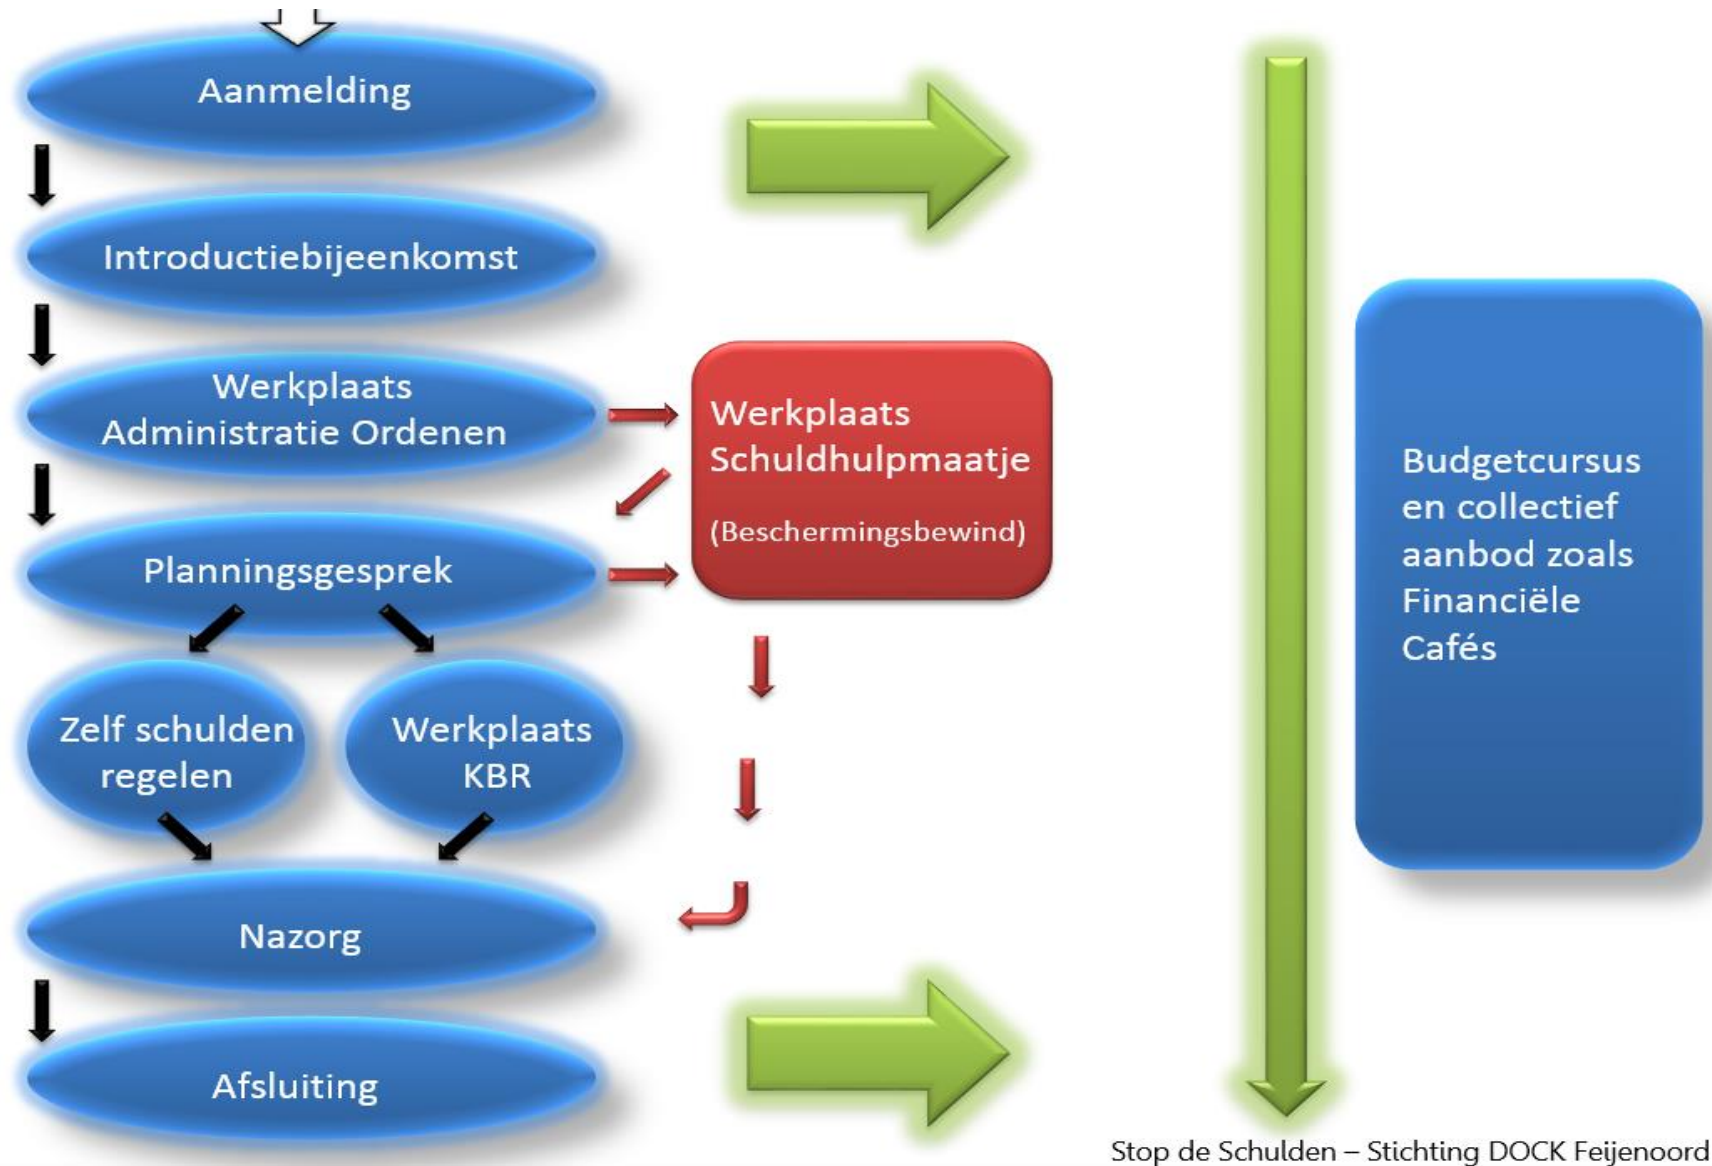 Aanmelding
Introductiebijeenkomst
Werkplaats
Administratie Ordenen
Werkplaats
Schuldhulpmaatje
(Beschermingsbewind)
Planningsgesprek
Zelf schulden
regelen
Werkplaats
KBR
Nazorg
Afsluiting
Budgetcursus
en collectief
aanbod zoals
Financiële
Cafés
Stop de Schulden – Stichting DOCK Feijenoord